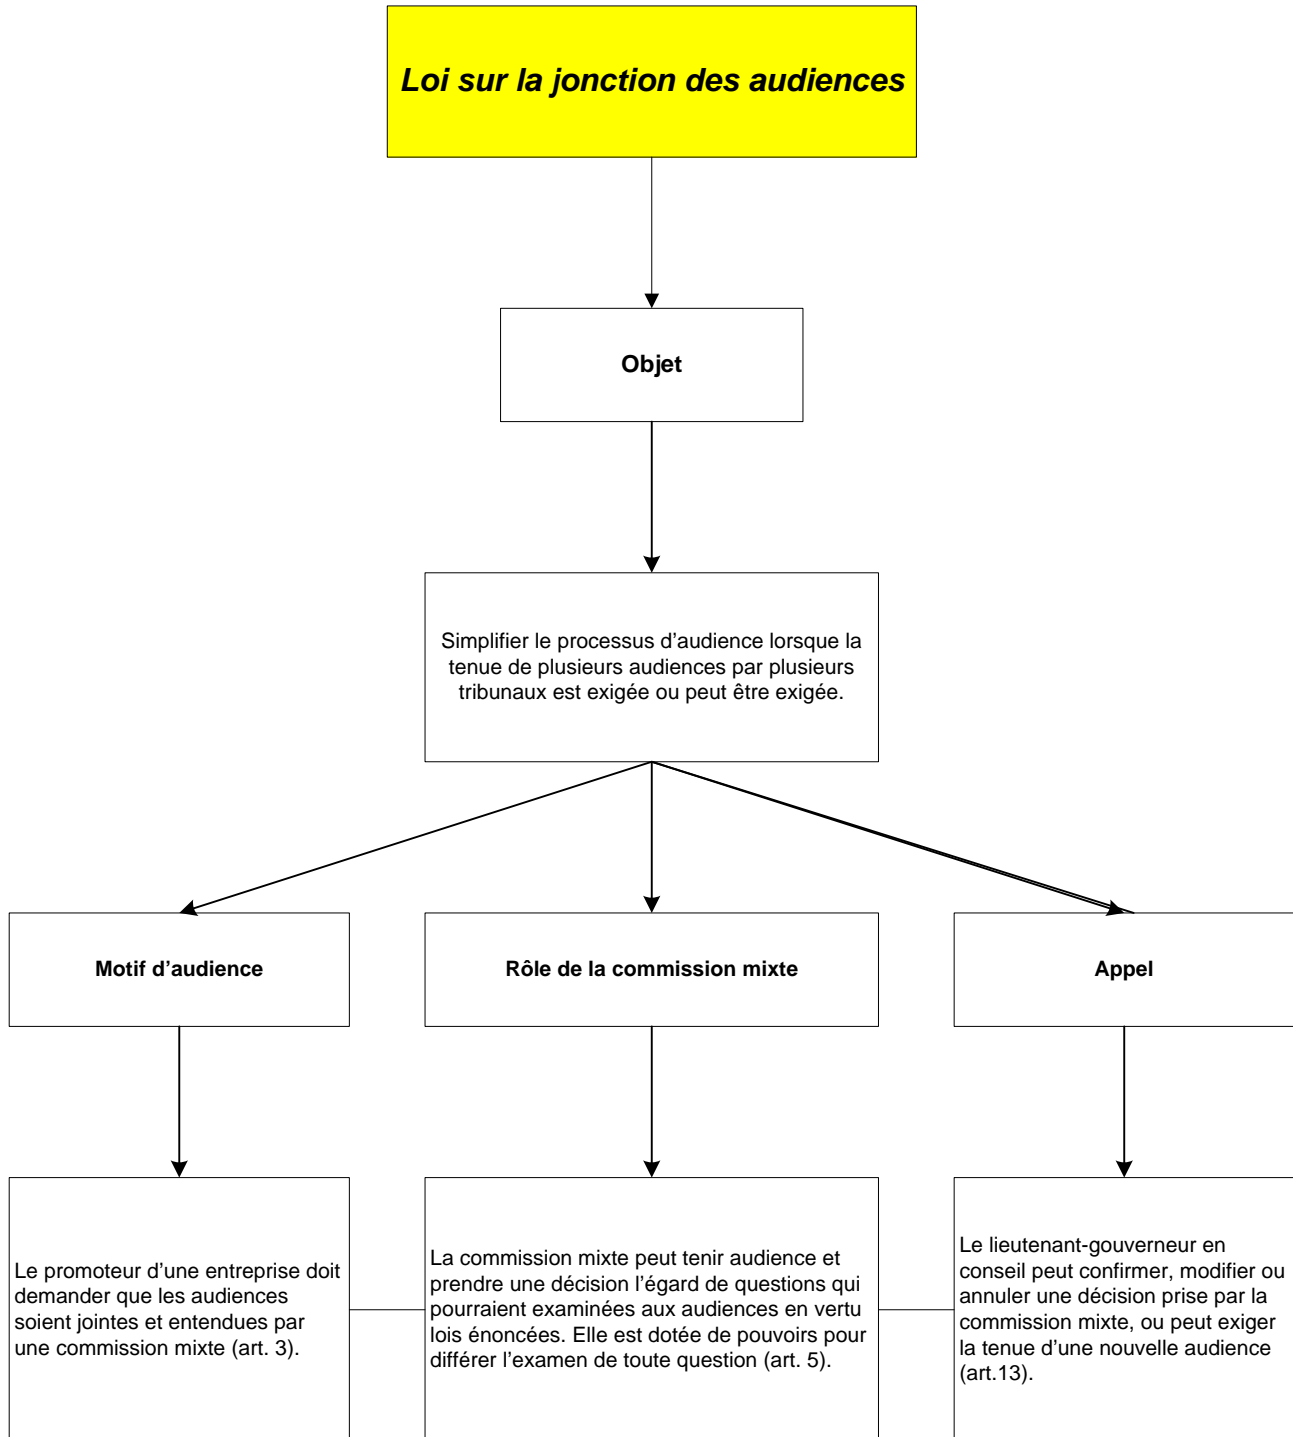 Loi sur la jonction des audiences
Objet
Simplifier le processus d'audience lorsque la
tenue de plusieurs audiences par plusieurs
tribunaux est exigée ou peut être exigée.
Motif d'audience
Rôle de la commission mixte
Appel
Le promoteur d'une entreprise doit
demander que les audiences
soient jointes et entendues par
une commission mixte (art. 3).
La commission mixte peut tenir audience et
prendre une décision l'égard de questions qui
pourraient examinées aux audiences en vertu
lois énoncées. Elle est dotée de pouvoirs pour
différer l'examen de toute question (art. 5).
Le lieutenant-gouverneur en
conseil peut confirmer, modifier ou
annuler une décision prise par la
commission mixte, ou peut exiger
la tenue d'une nouvelle audience
(art.13).